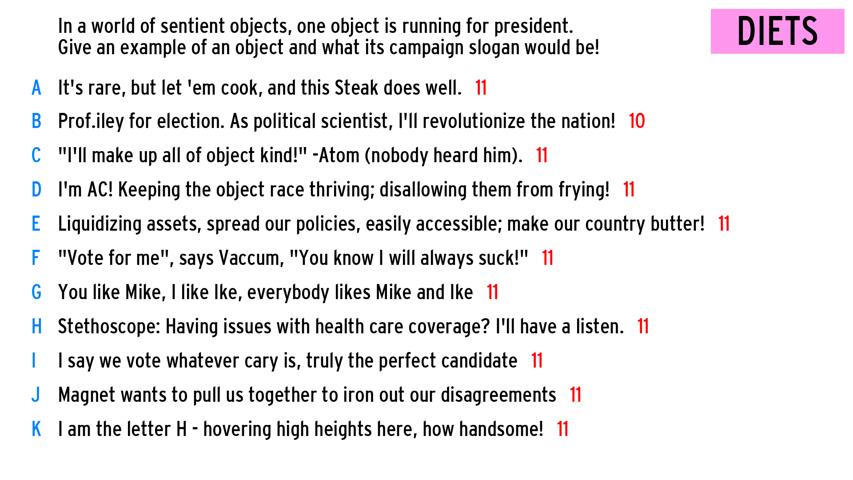 In a world of sentient objects, one object is running for president.
Give an example of an object and what its campaign slogan would be!
DIETS
A It's rare, but let 'em cook, and this Steak does well. 11
B Prof.iley for election. As political scientist, I'll revolutionize the nation! 10
C "I'll make up all of object kind!" -Atom (nobody heard him). 11
D I'm AC! Keeping the object race thriving; disallowing them from frying! 11
E Liquidizing assets, spread our policies, easily accessible; make our country butter! 11
F "Vote for me", says Vaccum, "You know I will always suck!" 11
G You like Mike, I like Ike, everybody likes Mike and Ike 11
H Stethoscope: Having issues with health care coverage? I'll have a listen. 11
I I say we vote whatever cary is, truly the perfect candidate 11
J Magnet wants to pull us together to iron out our disagreements 11
K I am the letter H - hovering high heights here, how handsome! 11